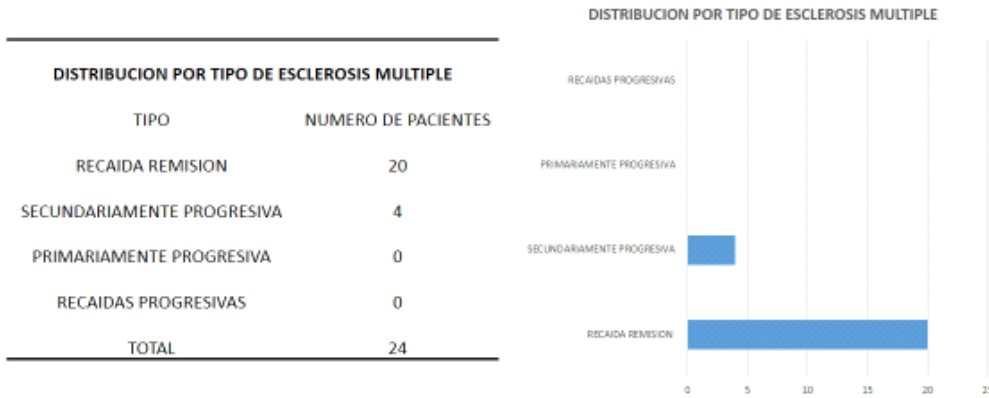 DISTRIBUCION POR TIPO DE ESCLEROSIS MULTIPLE
TIPO NUMERO DE PACIENTES
RECAIDA REMISION 20
SECUNDARIAMENTE PROGRESIVA 4
PRIMARIAMENTE PROGRESIVA 0
RECAIDAS PROGRESIVAS 0
TOTAL 24
DISTRIBUCION POR TIPO DE ESCLEROSIS MULTIPLE
RECAIDAS PROGRESIVAS
PRIMARIAMENTE PROGRESIVA
SECUNDARIAMENTE PROGRESIVA
RECAIDA REMISION
0 5 10 15 20